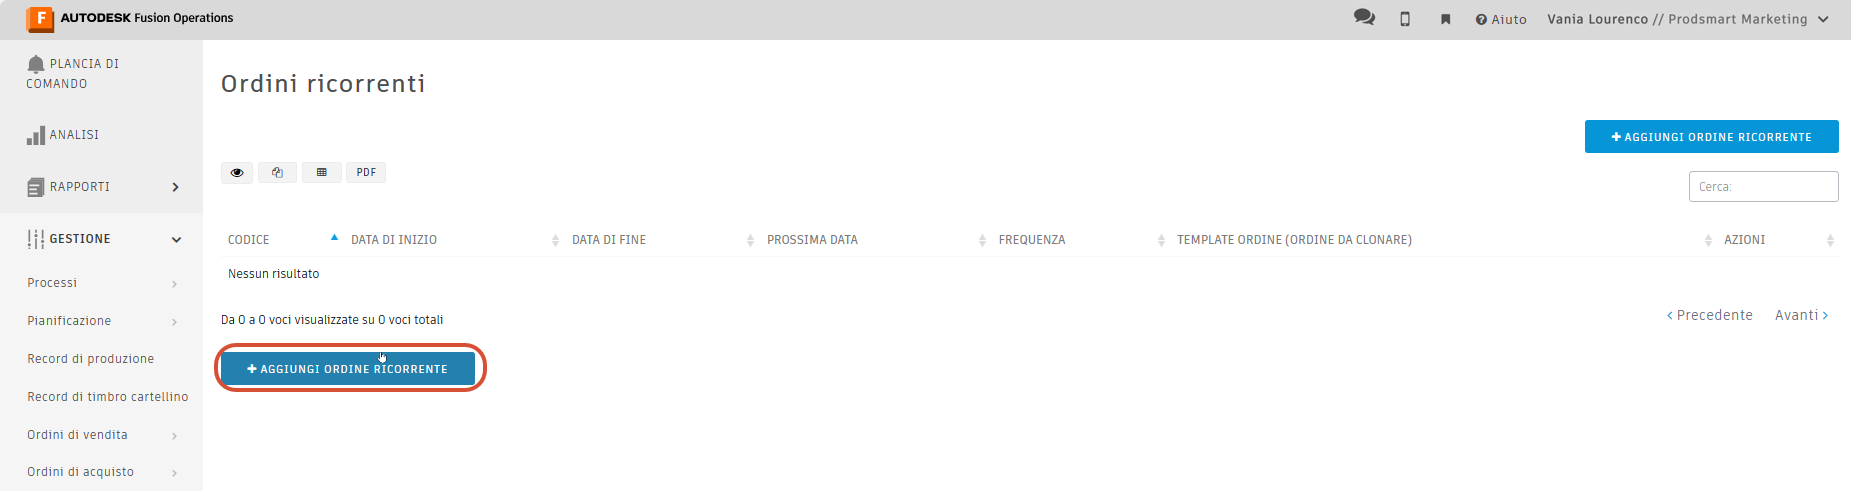 F AUTODESK Fusion Operations
Aiuto
Vania Lourenco // Prodsmart Marketing
PLANCIA DI
COMANDO
ANALISI
RAPPORTI
GESTIONE
Processi
Pianificazione
Record di produzione
Record di timbro cartellino
Ordini di vendita
Ordini di acquisto
Ordini ricorrenti
+ AGGIUNGI ORDINE RICORRENTE
PDF
Cerca:
CODICE DATA DI INIZIO DATA DI FINE PROSSIMA DATA FREQUENZA TEMPLATE ORDINE (ORDINE DA CLONARE) AZIONI
Nessun risultato
Da 0 a 0 voci visualizzate su 0 voci totali
‹ Precedente Avanti ›
+ AGGIUNGI ORDINE RICORRENTE